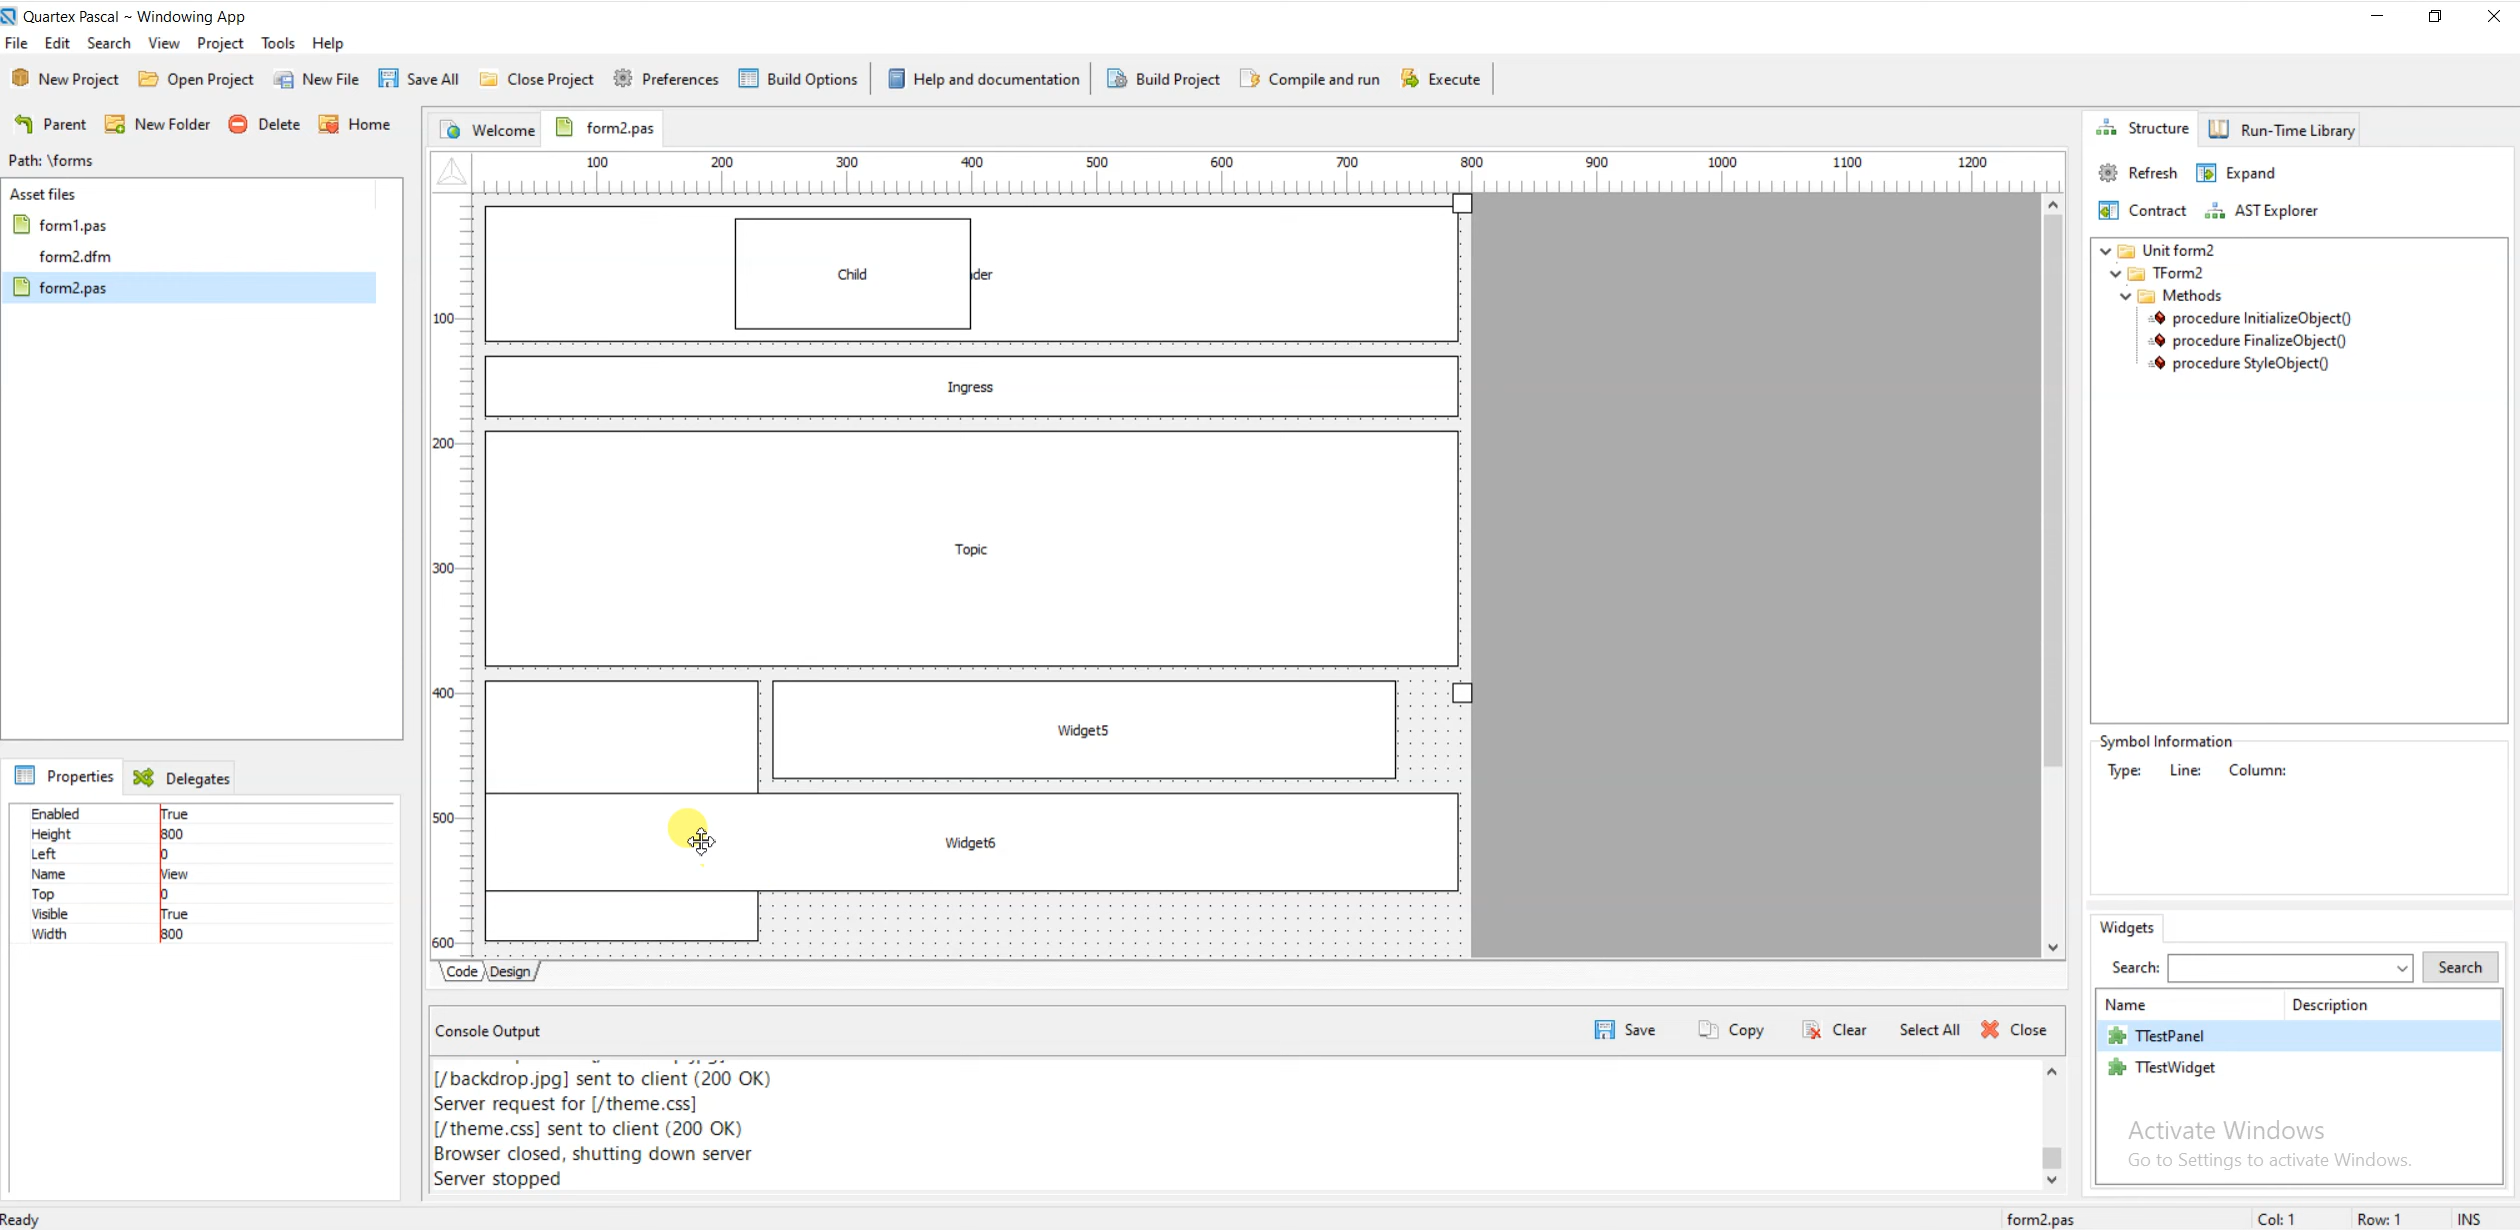 Quartex Pascal ~ Windowing App
File Edit Search View Project Tools Help
New Project Open Project New File Save All Close Project Preferences Build Options Help and documentation Build Project Compile and run Execute
Parent New Folder Delete Home
Path: \forms
Asset files
form1.pas
form2.dfm
form2.pas
Properties Delegates
Enabled True
Height 800
Left 0
Name View
Top 0
Visible True
Width 800
Welcome form2.pas
100 200 300 400 500 600 700 800 900 1000 1100 1200
100
200
300
400
500
600
Child
der
Ingress
Topic
Widget5
Widget6
Code Design
Console Output Save Copy Clear Select All Close
[/backdrop.jpg] sent to client (200 OK)
Server request for [/theme.css]
[/theme.css] sent to client (200 OK)
Browser closed, shutting down server
Server stopped
Structure Run-Time Library
Refresh Expand
Contract AST Explorer
Unit form2
TForm2
Methods
procedure InitializeObject()
procedure FinalizeObject()
procedure StyleObject()
Symbol Information
Type: Line: Column:
Widgets
Search: Search
Name Description
TTestPanel
TTestWidget
Activate Windows
Go to Settings to activate Windows.
Ready form2.pas Col: 1 Row: 1 INS